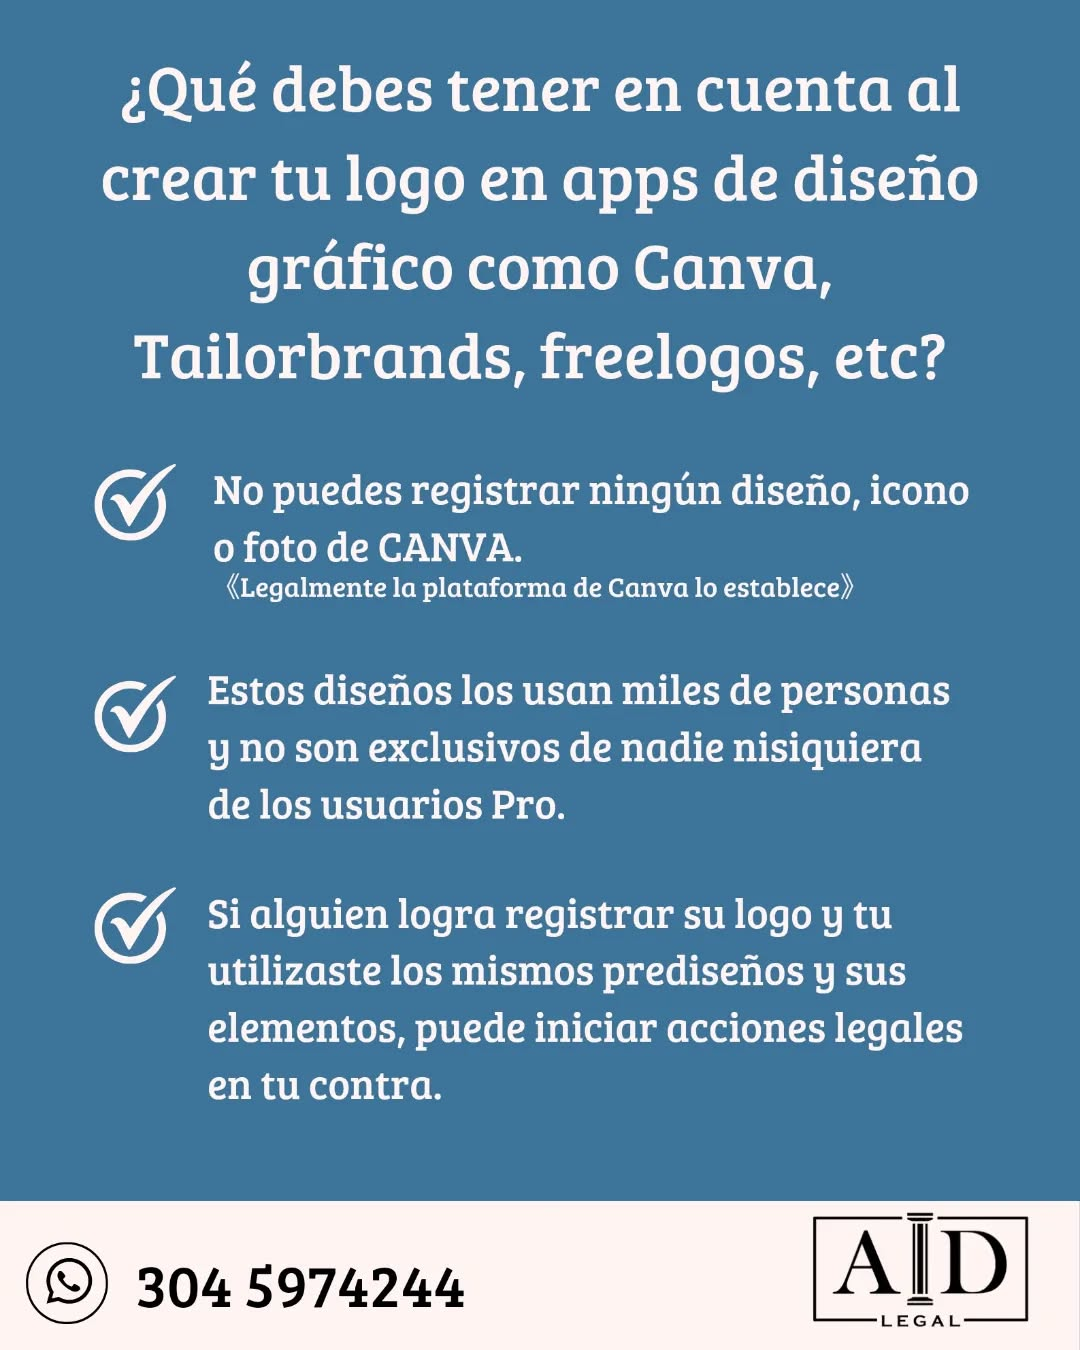 ¿Qué debes tener en cuenta al
crear tu logo en apps de diseño
gráfico como Canva,
Tailorbrands, freelogos, etc?
No puedes registrar ningún diseño, icono
o foto de CANVA.
《Legalmente la plataforma de Canva lo establece》
Estos diseños los usan miles de personas
y no son exclusivos de nadie nisiquiera
de los usuarios Pro.
Si alguien logra registrar su logo y tu
utilizaste los mismos prediseños y sus
elementos, puede iniciar acciones legales
en tu contra.
304 5974244
AID
LEGAL